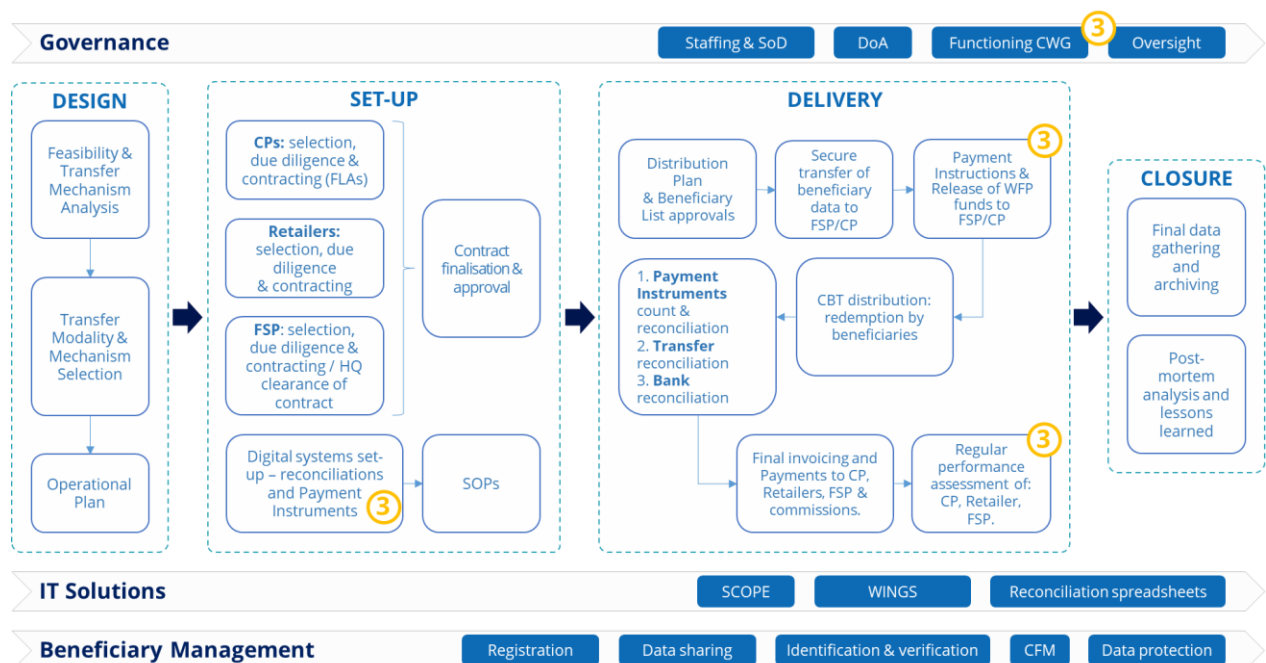 Governance
Staffing & SoD
DoA
Functioning CWG
3
Oversight
DESIGN
Feasibility &
Transfer
Mechanism
Analysis
Transfer
Modality &
Mechanism
Selection
Operational
Plan
SET-UP
CPs: selection,
due diligence &
contracting (FLAs)
Retailers:
selection, due
diligence
& contracting
FSP: selection,
due diligence &
contracting / HQ
clearance of
contract
Contract
finalisation &
approval
Digital systems set-
up – reconciliations
and Payment
Instruments
3
SOPs
DELIVERY
Distribution
Plan
& Beneficiary
List approvals
Secure
transfer of
beneficiary
data to
FSP/CP
3
Payment
Instructions &
Release of WFP
funds to
FSP/CP
CBT distribution:
redemption by
beneficiaries
1. Payment
Instruments
count &
reconciliation
2. Transfer
reconciliation
3. Bank
reconciliation
Final invoicing and
Payments to CP,
Retailers, FSP &
commissions.
3
Regular
performance
assessment of:
CP, Retailer,
FSP.
CLOSURE
Final data
gathering
and
archiving
Post-
mortem
analysis and
lessons
learned
IT Solutions
SCOPE
WINGS
Reconciliation spreadsheets
Beneficiary Management
Registration
Data sharing
Identification & verification
CFM
Data protection